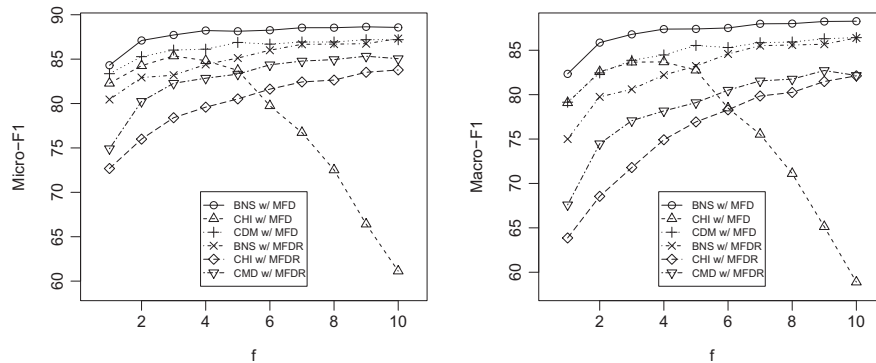 Micro−F1
90
85
80
75
70
65
60
BNS w/ MFD
CHI w/ MFD
CDM w/ MFD
BNS w/ MFDR
CHI w/ MFDR
CMD w/ MFDR
2 4 6 8 10
f
Macro−F1
85
80
75
70
65
60
BNS w/ MFD
CHI w/ MFD
CDM w/ MFD
BNS w/ MFDR
CHI w/ MFDR
CMD w/ MFDR
2 4 6 8 10
f